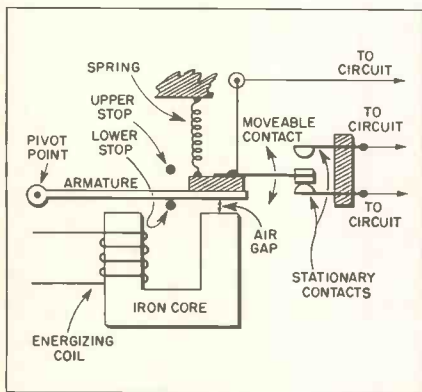 SPRING
TO
CIRCUIT
UPPER
STOP
MOVEABLE
CONTACT
TO
CIRCUIT
PIVOT
POINT
LOWER
STOP
ARMATURE
TO
CIRCUIT
AIR
GAP
STATIONARY
CONTACTS
IRON CORE
ENERGIZING
COIL